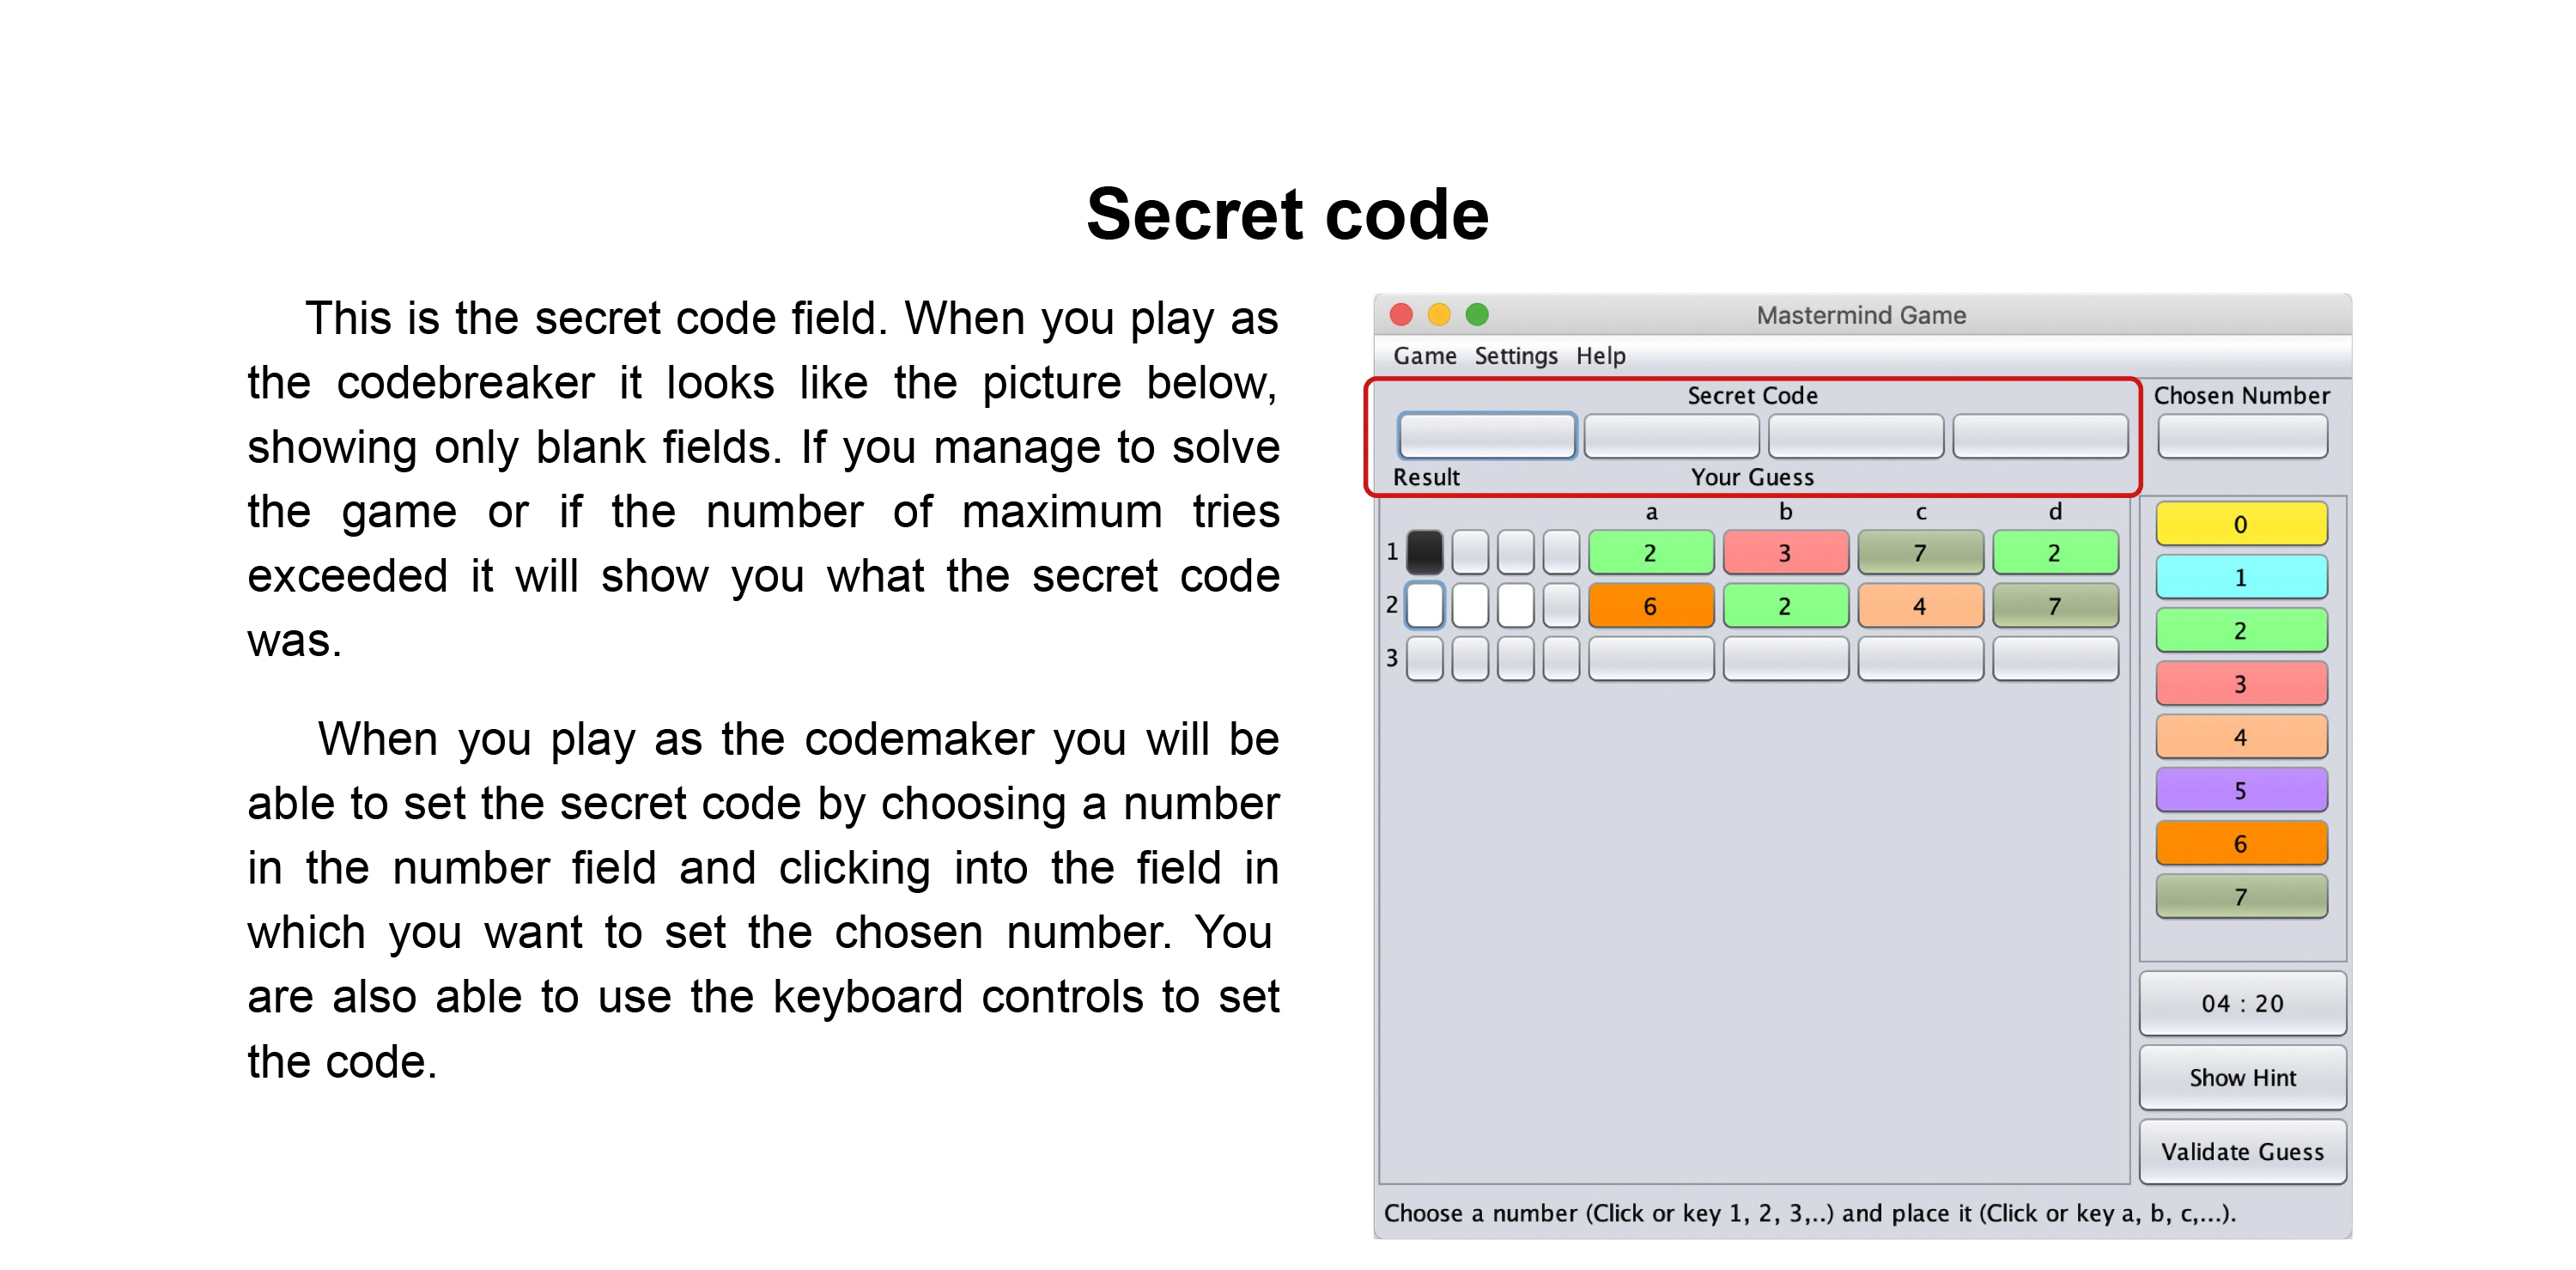 Secret code
This is the secret code field. When you play as
the codebreaker it looks like the picture below,
showing only blank fields. If you manage to solve
the game or if the number of maximum tries
exceeded it will show you what the secret code
was.
When you play as the codemaker you will be
able to set the secret code by choosing a number
in the number field and clicking into the field in
which you want to set the chosen number. You
are also able to use the keyboard controls to set
the code.
Mastermind Game
Game Settings Help
Secret Code
Chosen Number
Result Your Guess
a b c d
1 2 3 7 2
2 6 2 4 7
3
0
1
2
3
4
5
6
7
04 : 20
Show Hint
Validate Guess
Choose a number (Click or key 1, 2, 3,..) and place it (Click or key a, b, c,...).